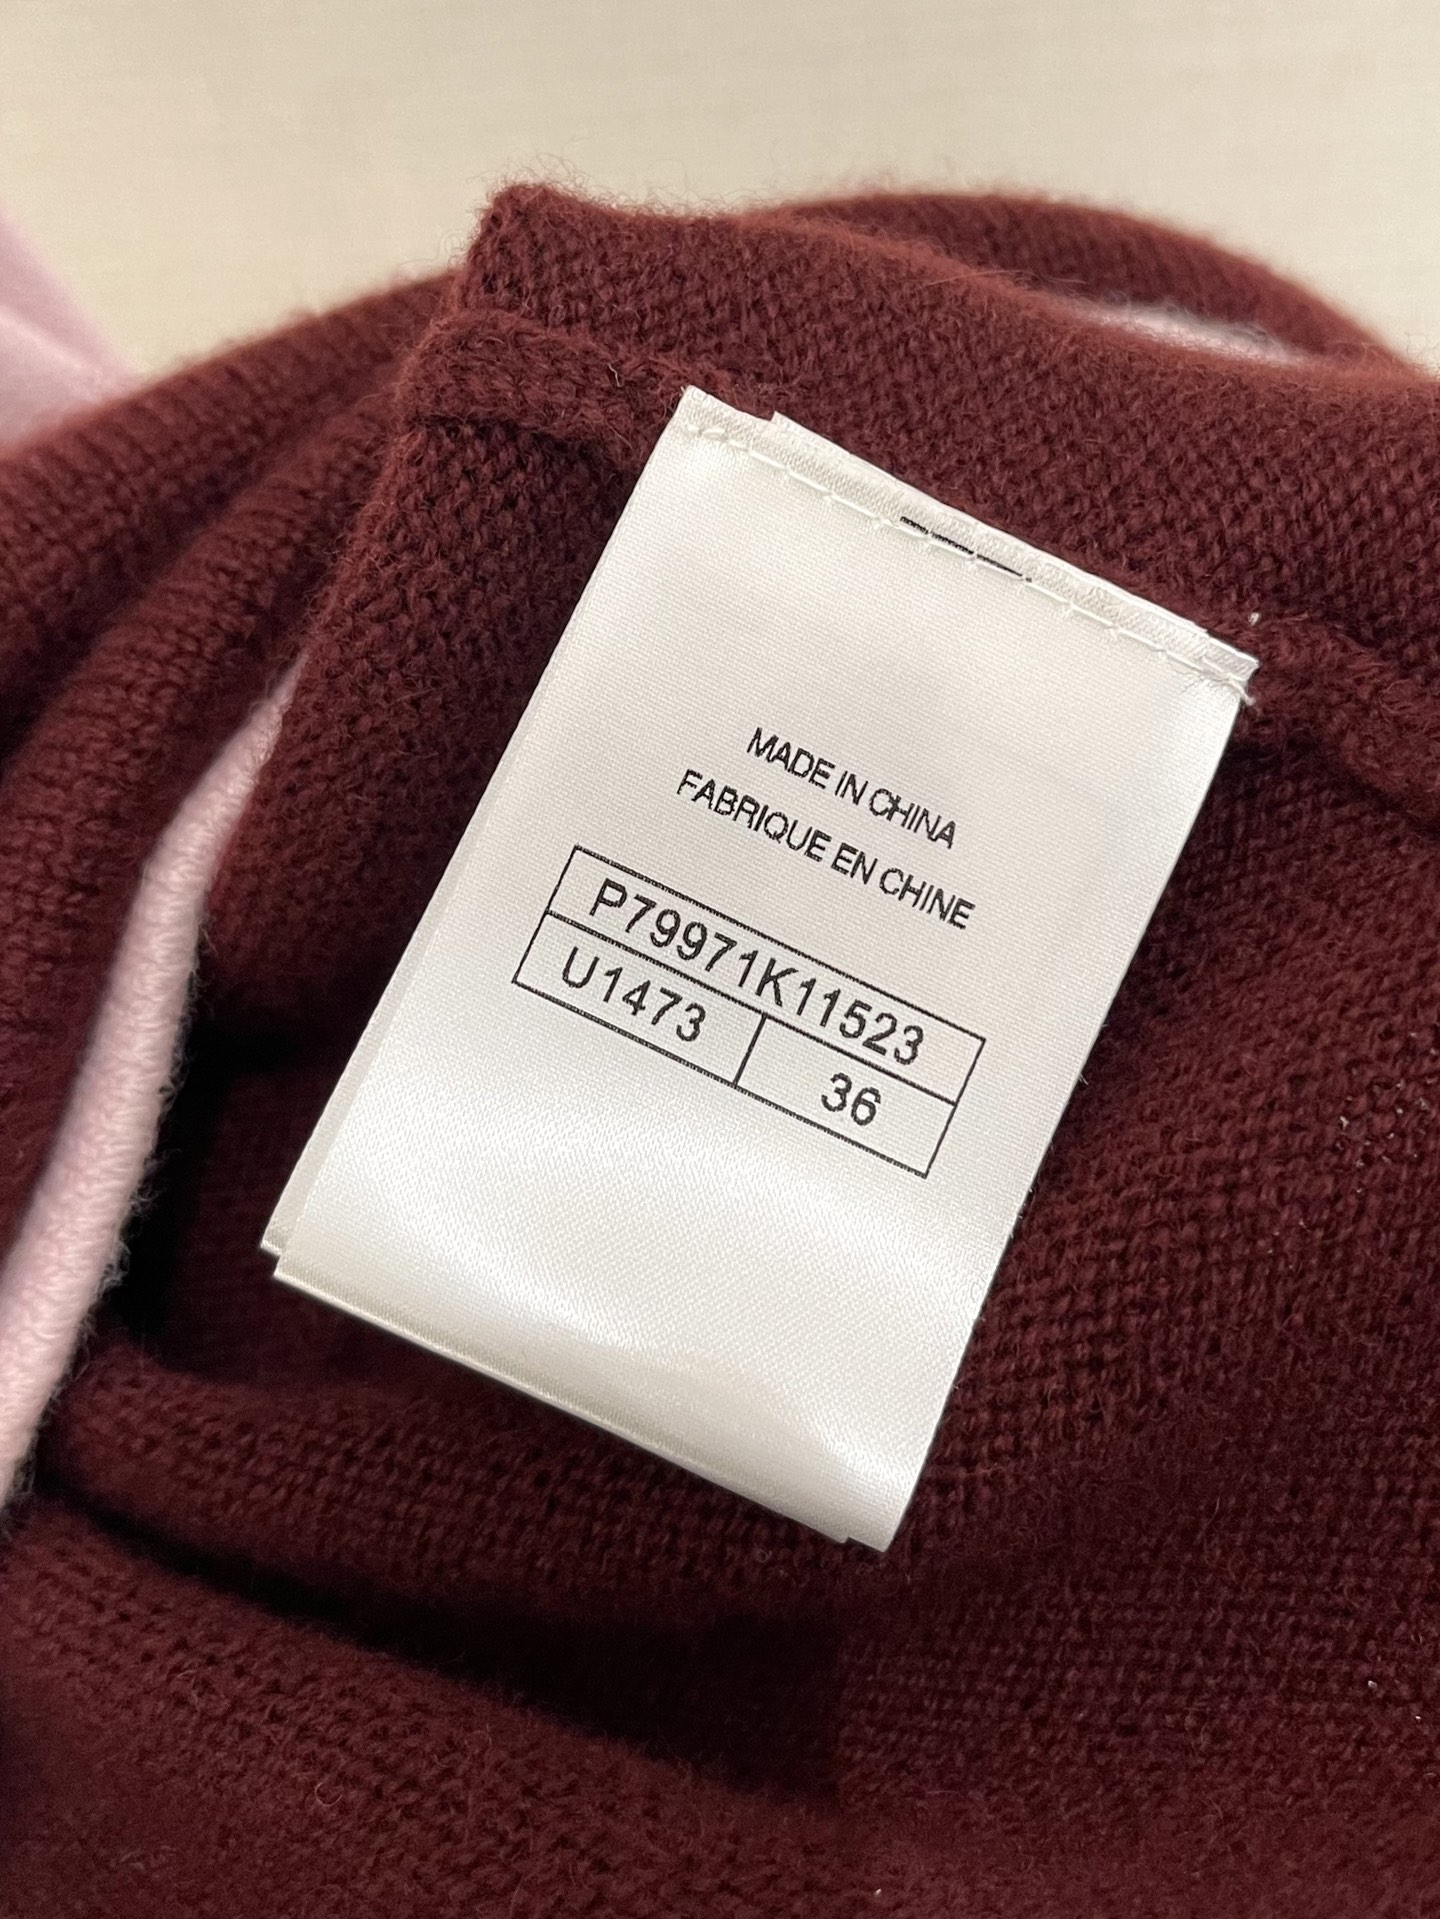 MADE IN CHINA
FABRIQUE EN CHINE
P79971K11523
U1473 36